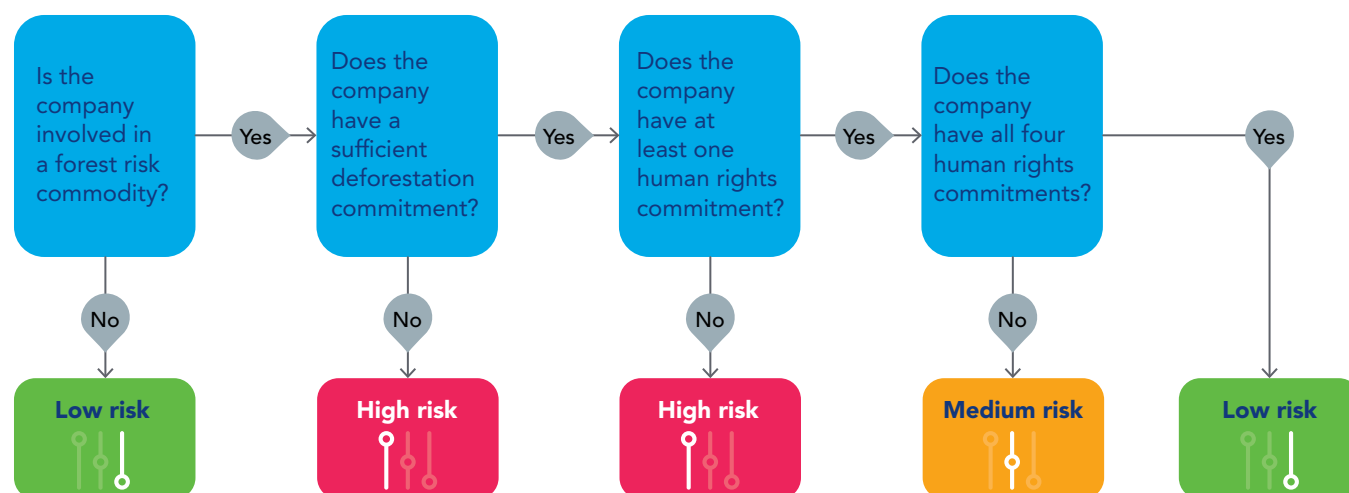 Is the
company
involved in
a forest risk
commodity?
Yes
Does the
company
have a
sufficient
deforestation
commitment?
Yes
Does the
company
have at
least one
human rights
commitment?
Yes
Does the
company
have all four
human rights
commitments?
Yes
No
No
No
No
Low risk
High risk
High risk
Medium risk
Low risk